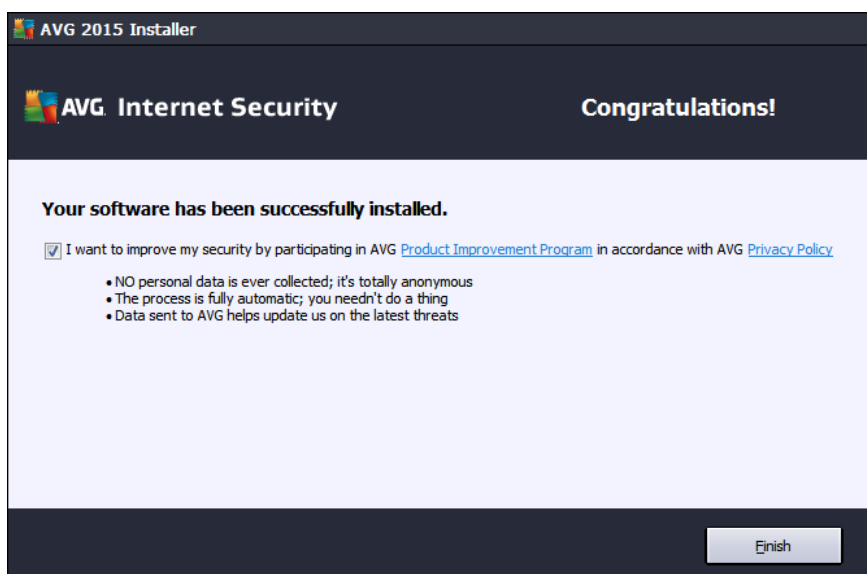 AVG 2015 Installer
AVG Internet Security
Congratulations!
Your software has been successfully installed.
I want to improve my security by participating in AVG Product Improvement Program in accordance with AVG Privacy Policy
• NO personal data is ever collected; it's totally anonymous
• The process is fully automatic; you needn't do a thing
• Data sent to AVG helps update us on the latest threats
Finish